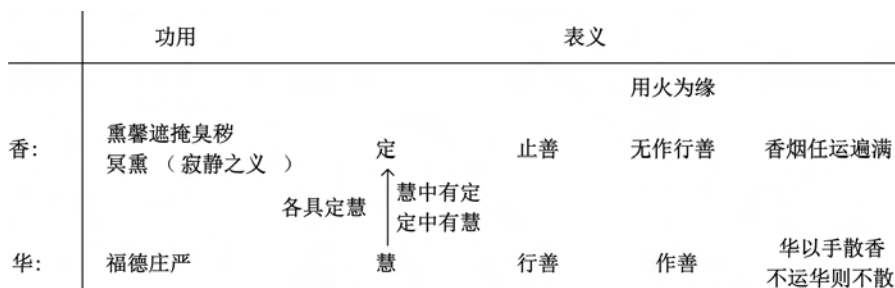 功用 表义
用火为缘
香： 熏馨遮掩臭秽
冥熏（寂静之义） 定 止善 无作行善 香烟任运遍满
各具定慧 慧中有定
定中有慧
华： 福德庄严 慧 行善 作善 华以手散香
不运华则不散